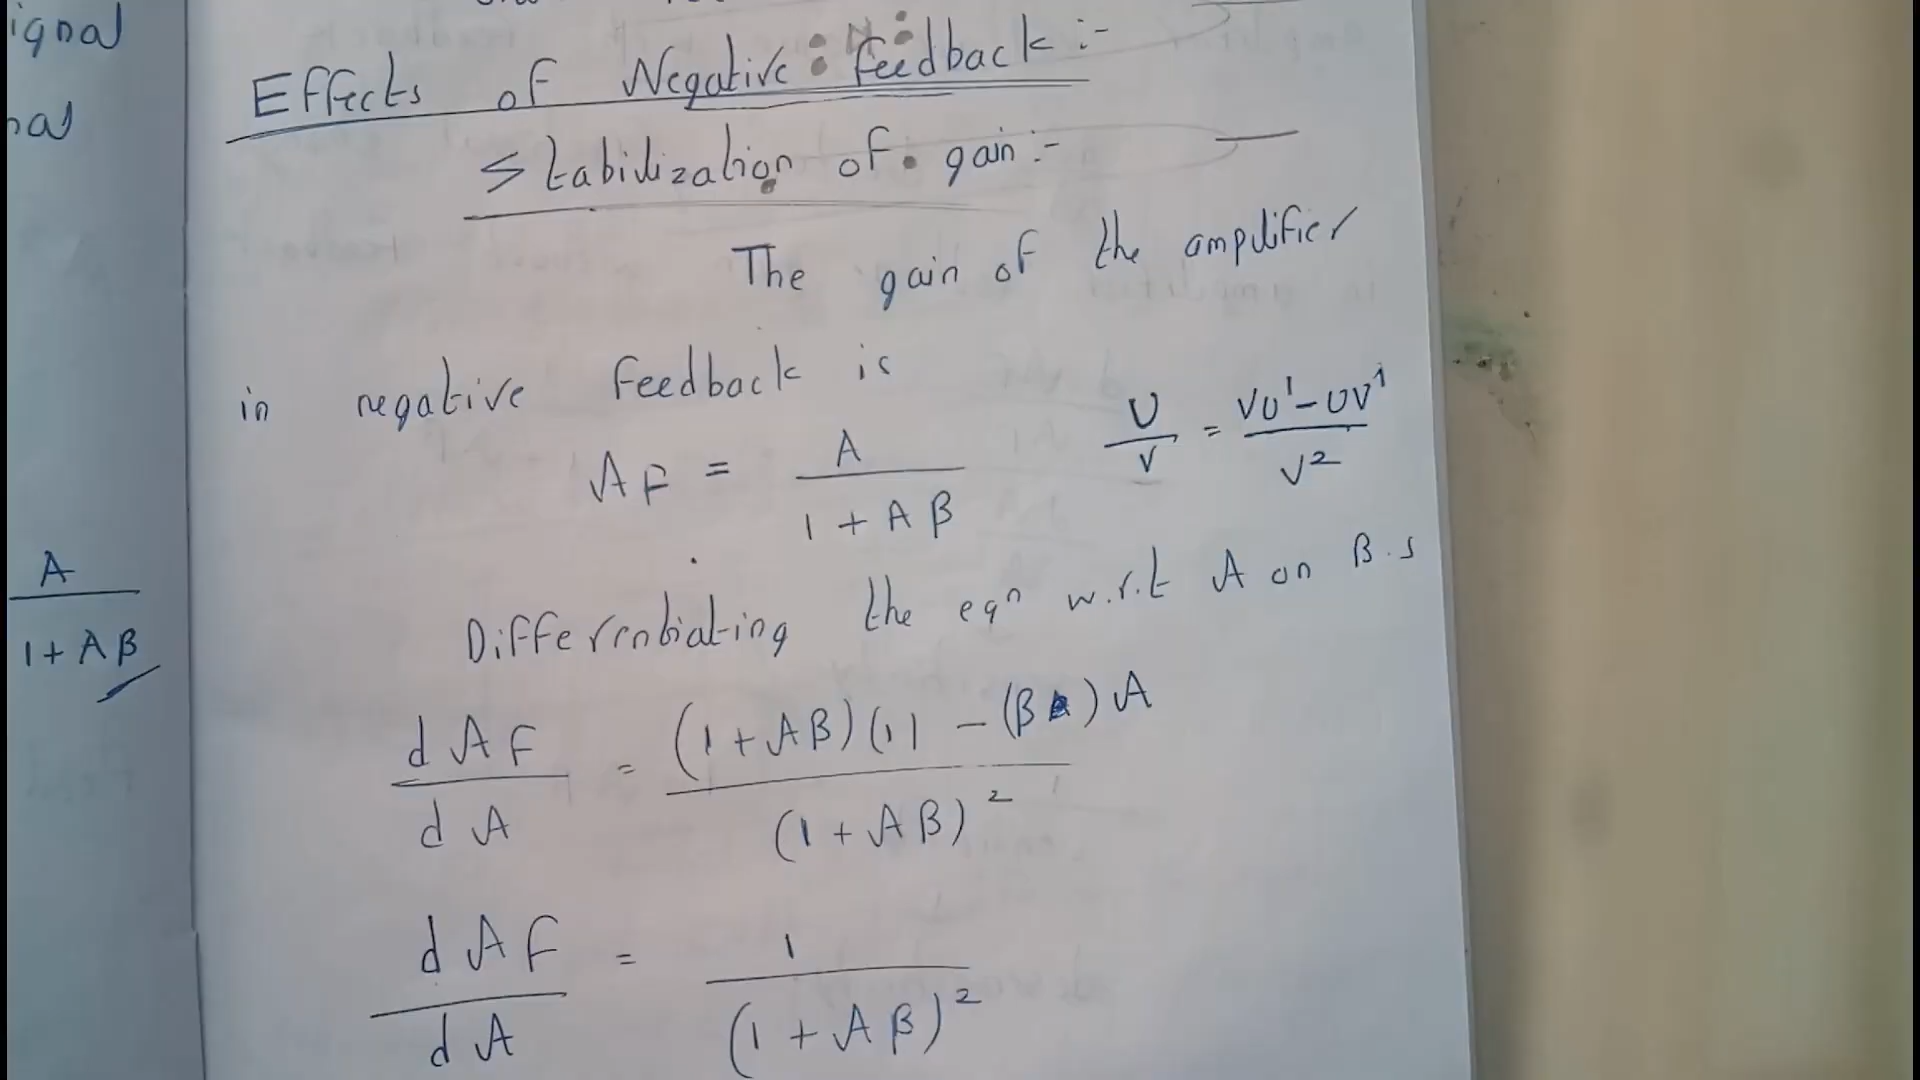 ignal
nal
A
1 + Aβ
Effects of Negative feedback :-
Stabilization of gain :-
The gain of the amplifier
in negative feedback is
AF = A / (1 + Aβ)
U/V = (VU' - UV') / V²
Differentiating the eqn w.r.t A on B.S
dAF / dA = ((1 + Aβ)(1) - (β)A) / (1 + Aβ)²
dAF / dA = 1 / (1 + Aβ)²